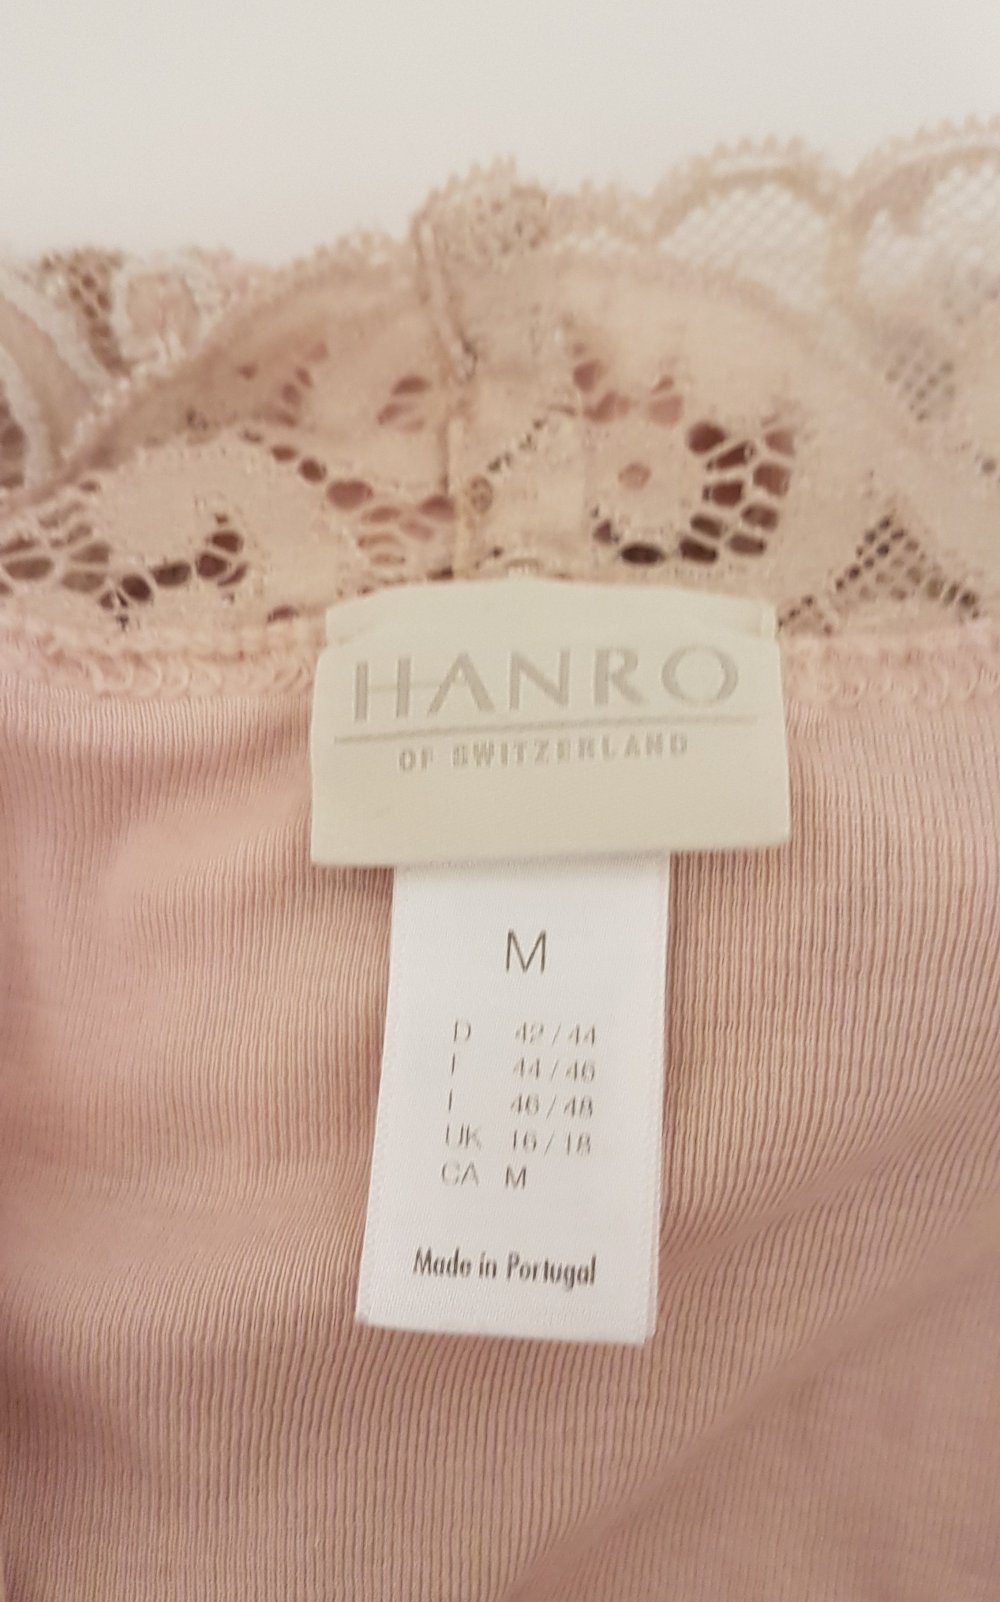 HANRO
OF SWITZERLAND
M
D 42/44
I 44/46
I 46/48
UK 16/18
CA M
Made in Portugal